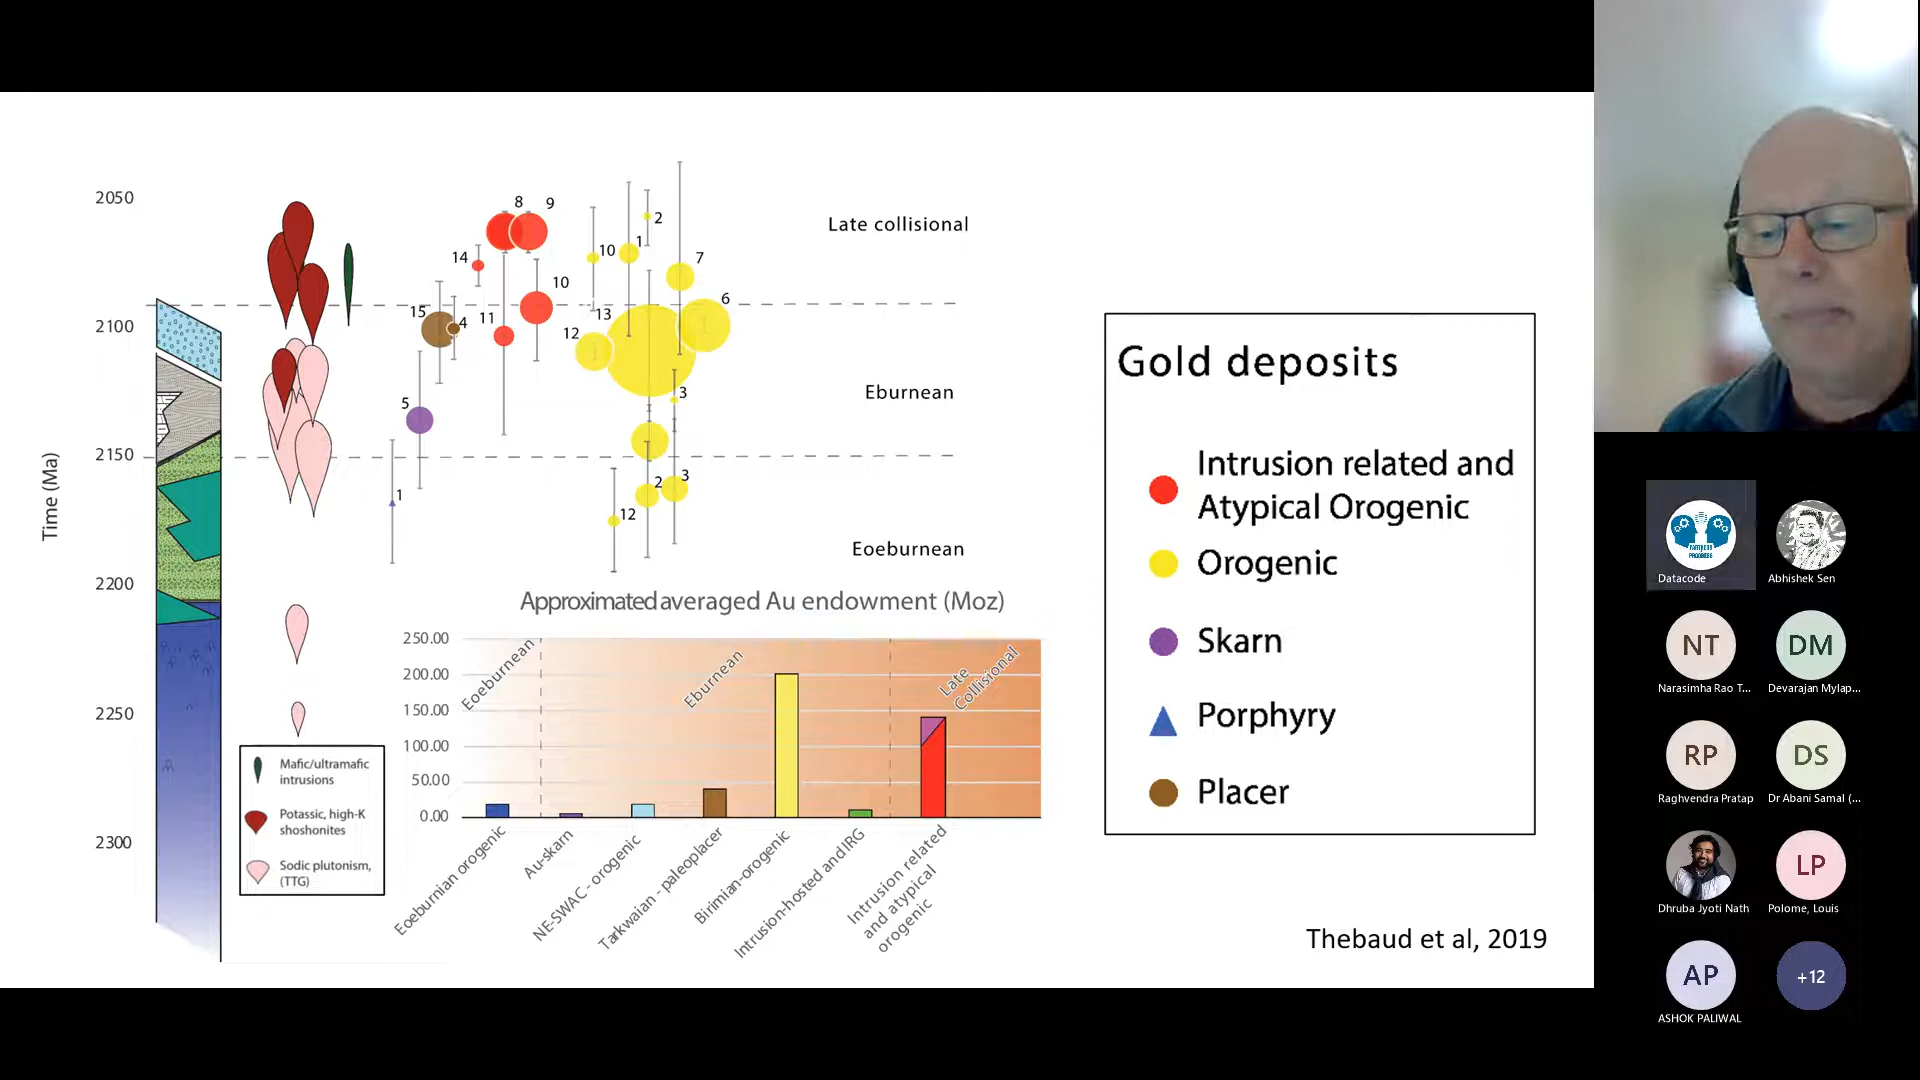 2050
2100
2150
2200
2250
2300
Time (Ma)
8
9
14
10
15
4
11
5
1
10
1
2
7
6
13
12
3
2
3
12
Late collisional
Eburnean
Eoeburnean
Mafic/ultramafic
intrusions
Potassic, high-K
shoshonites
Sodic plutonism,
(TTG)
Approximated averaged Au endowment (Moz)
250.00
200.00
150.00
100.00
50.00
0.00
Eoeburnean
Eburnean
Late
Collisional
Eoeburnian orogenic
Au-skarn
NE-SWAC - orogenic
Tarkwaian - paleoplacer
Birimian-orogenic
Intrusion-hosted and IRG
Intrusion related
and atypical
orogenic
Gold deposits
Intrusion related and
Atypical Orogenic
Orogenic
Skarn
Porphyry
Placer
Thebaud et al, 2019
Datacode
Abhishek Sen
NT
Narasimha Rao T...
DM
Devarajan Mylap...
RP
Raghvendra Pratap
DS
Dr Abani Samal (...
Dhruba Jyoti Nath
LP
Polome, Louis
AP
ASHOK PALIWAL
+12